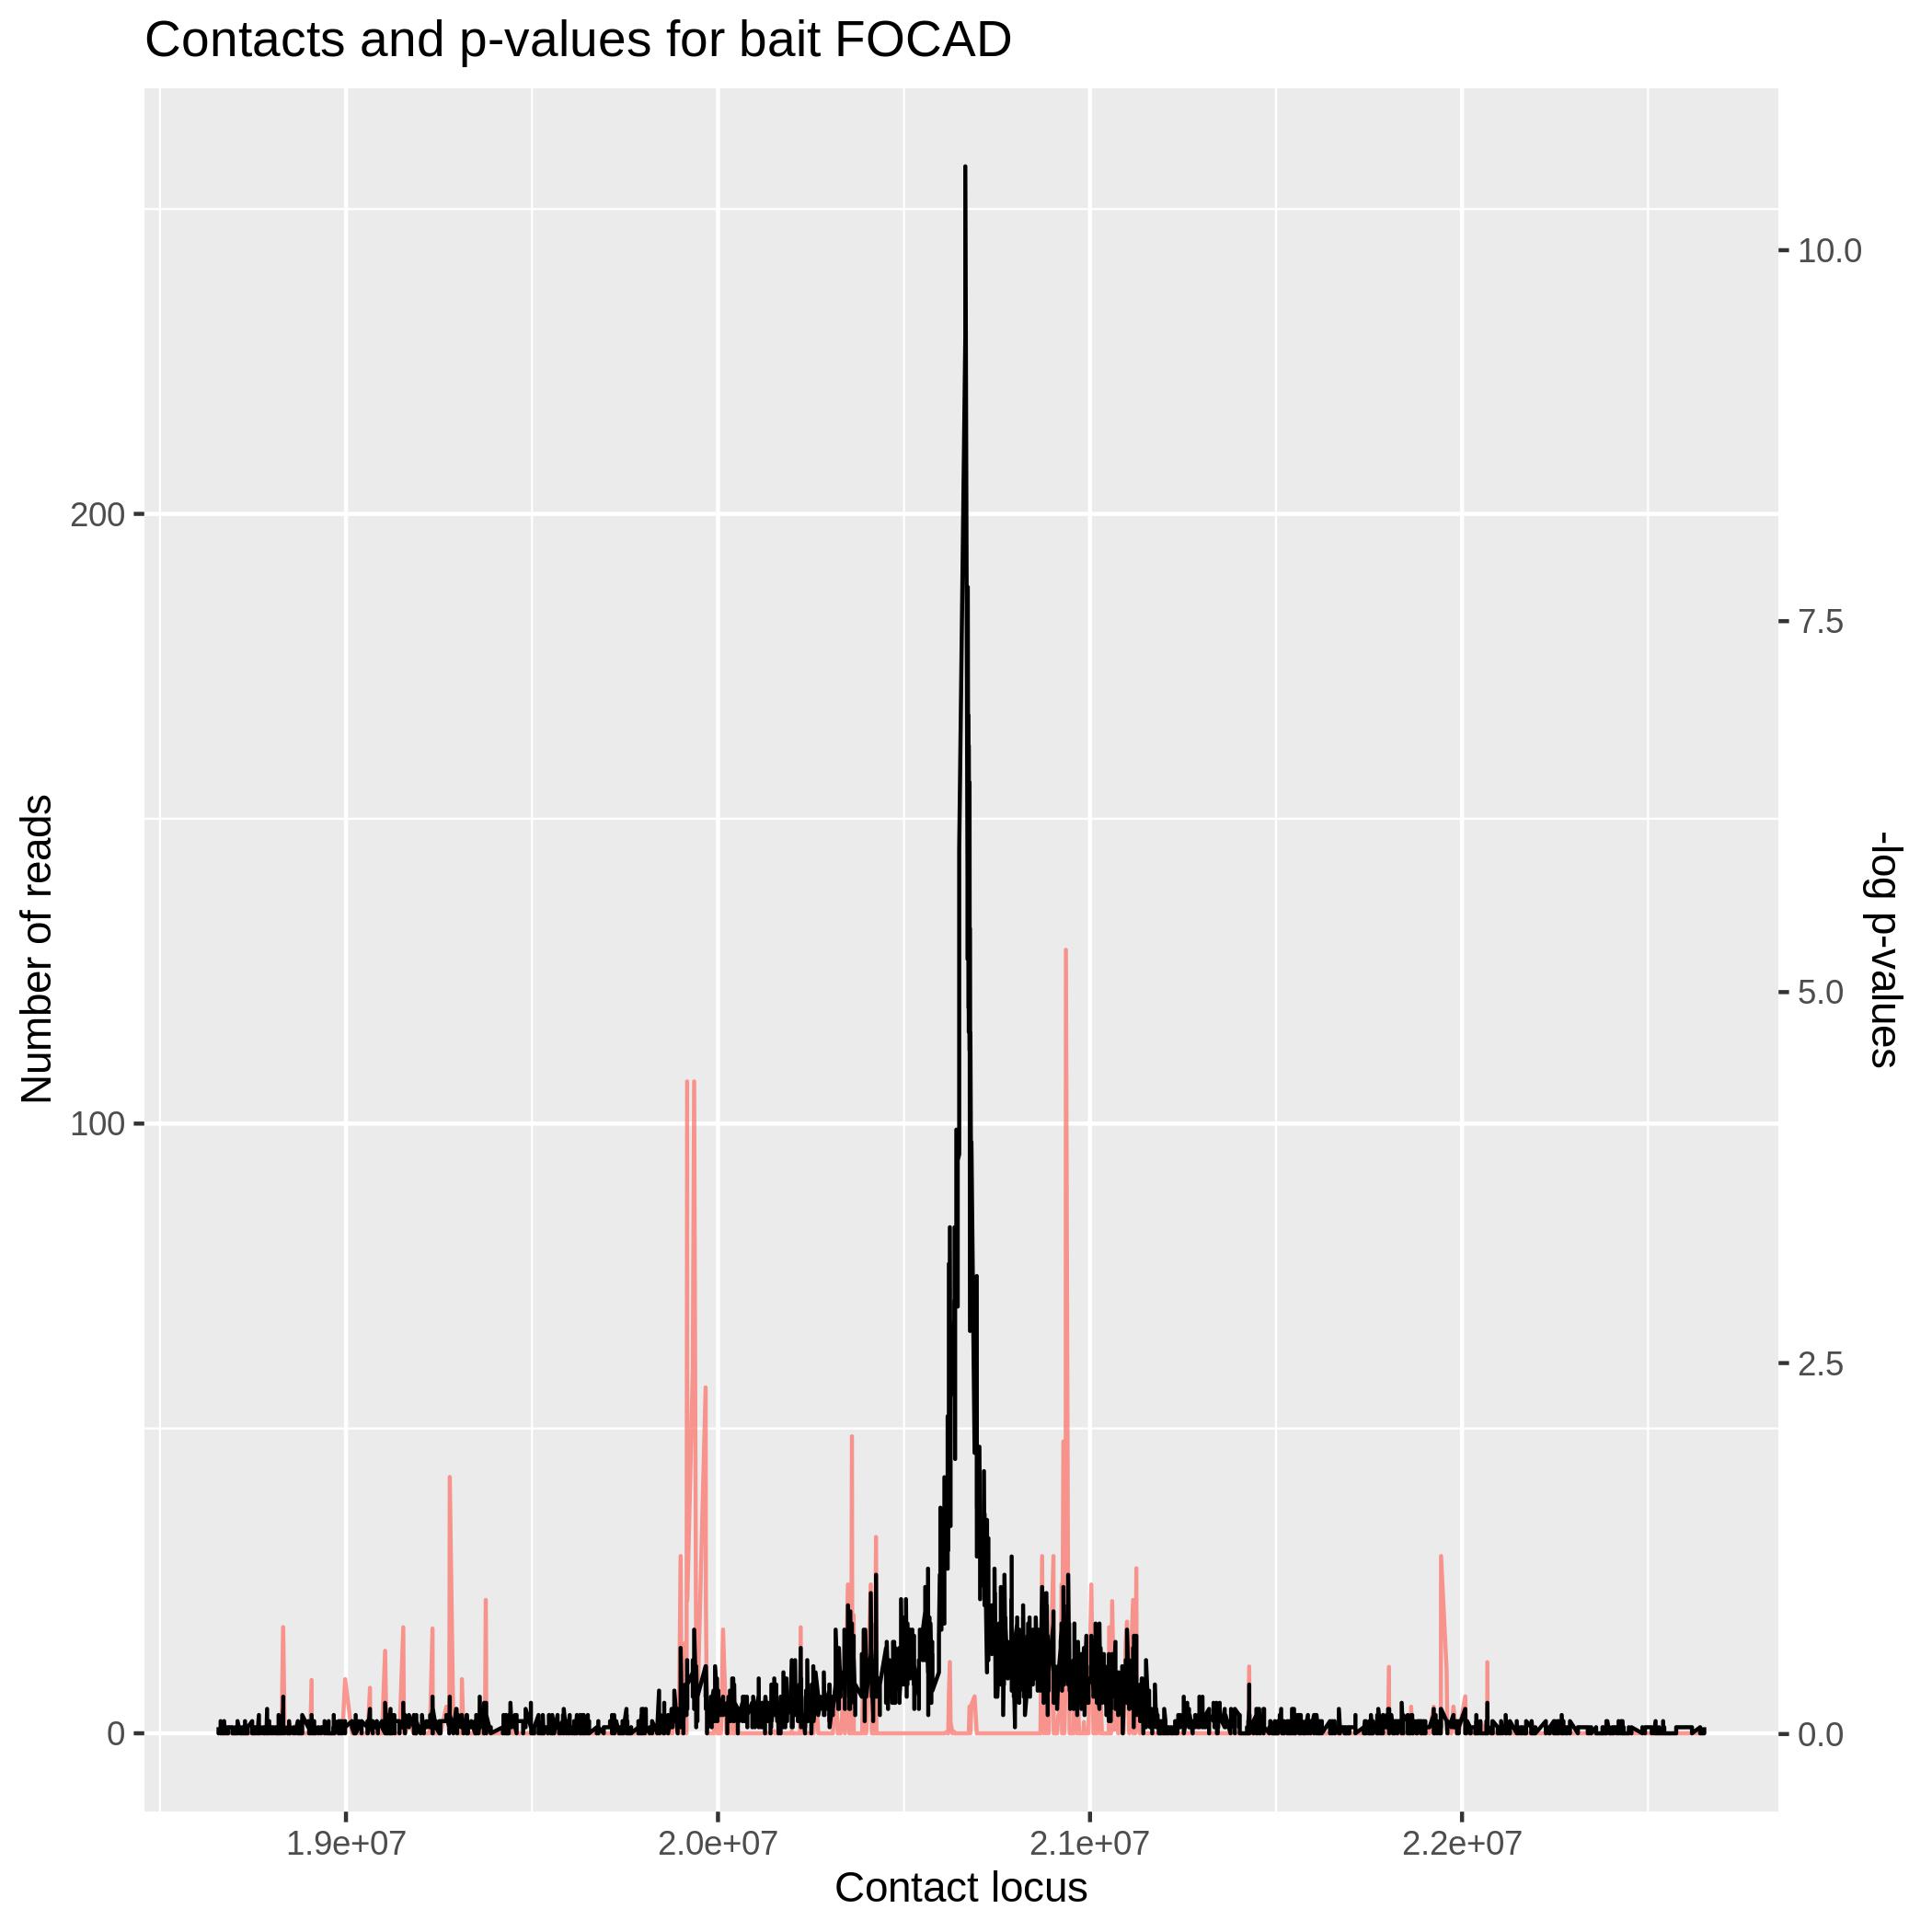 Contacts and p-values for bait FOCAD
Number of reads
200
100
0
10.0
7.5
5.0
2.5
0.0
-log p-values
1.9e+07
2.0e+07
2.1e+07
2.2e+07
Contact locus